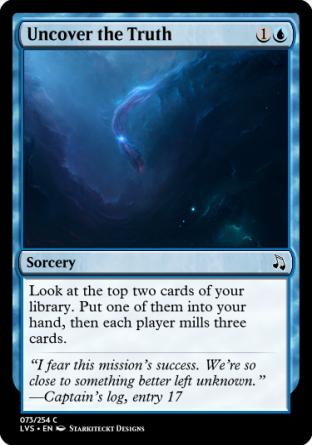 Uncover the Truth 1
Sorcery
Look at the top two cards of your
library. Put one of them into your
hand, then each player mills three
cards.
“I fear this mission’s success. We’re so
close to something better left unknown.”
—Captain’s log, entry 17
073/254 C
LVS • EN Starkiteckt Designs